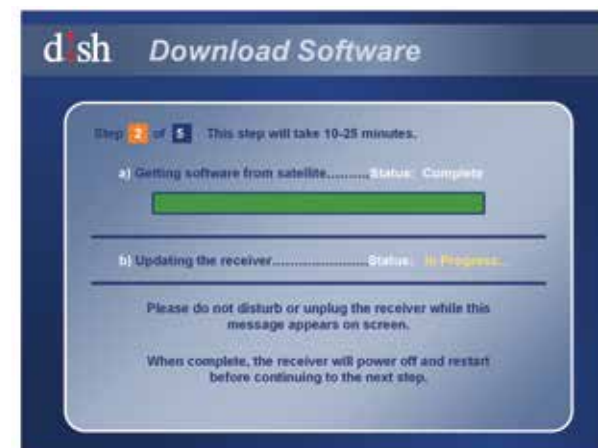 dish Download Software
Step 2 of 5 This step will take 10-25 minutes.
a) Getting software from satellite..........Status: Complete
b) Updating the receiver........................Status: In Progress...
Please do not disturb or unplug the receiver while this
message appears on screen.
When complete, the receiver will power off and restart
before continuing to the next step.